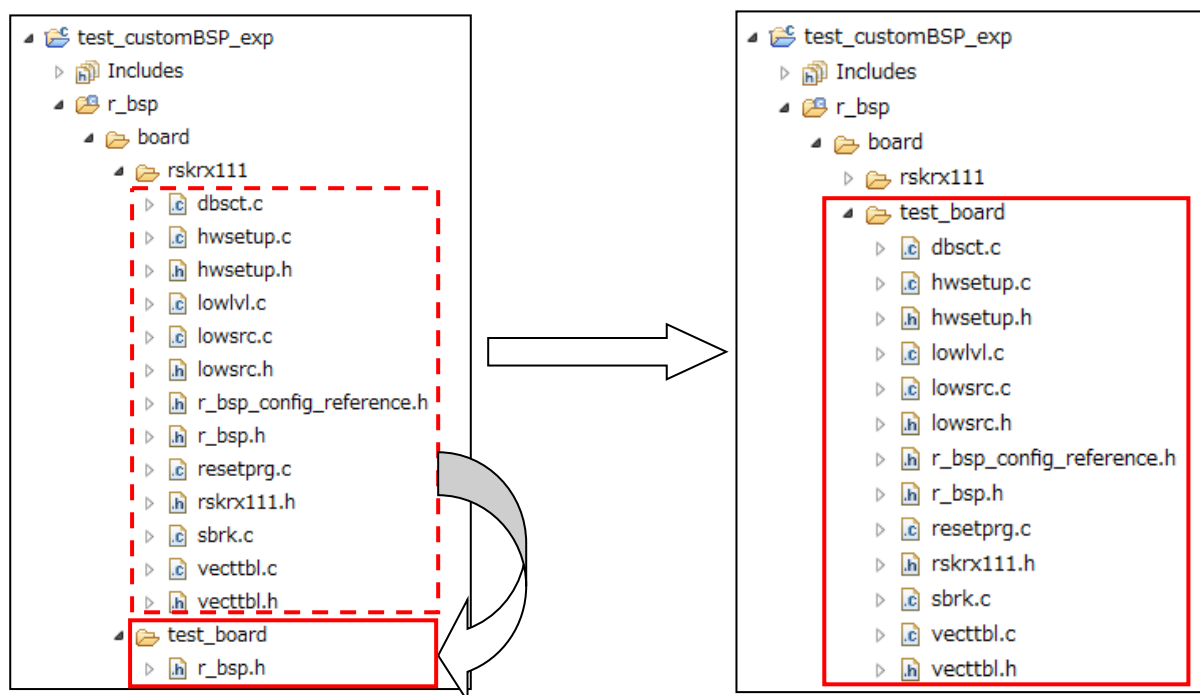 test_customBSP_exp
Includes
r_bsp
board
rskrx111
dbsct.c
hwsetup.c
hwsetup.h
lowlvl.c
lowsrc.c
lowsrc.h
r_bsp_config_reference.h
r_bsp.h
resetprg.c
rskrx111.h
sbrk.c
vecttbl.c
vecttbl.h
test_board
r_bsp.h
test_customBSP_exp
Includes
r_bsp
board
rskrx111
test_board
dbsct.c
hwsetup.c
hwsetup.h
lowlvl.c
lowsrc.c
lowsrc.h
r_bsp_config_reference.h
r_bsp.h
resetprg.c
rskrx111.h
sbrk.c
vecttbl.c
vecttbl.h